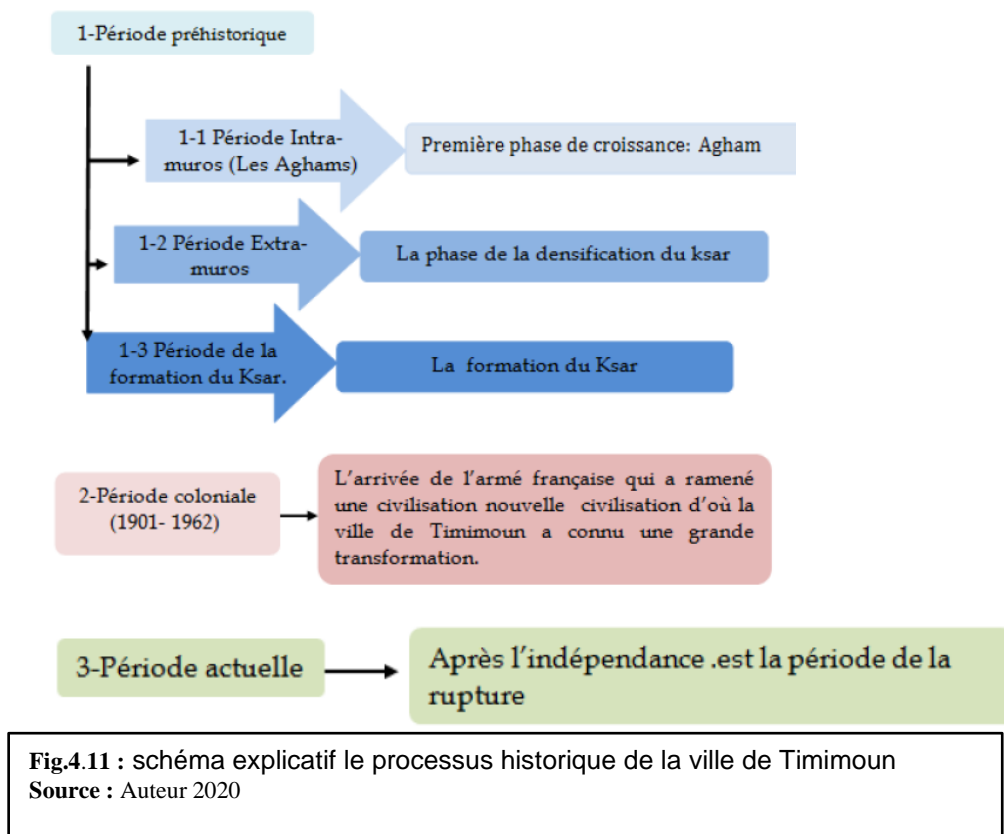 1-Période préhistorique
1-1 Période Intra-
muros (Les Aghams)
Première phase de croissance: Agham
1-2 Période Extra-
muros
La phase de la densification du ksar
1-3 Période de la
formation du Ksar.
La formation du Ksar
2-Période coloniale
(1901- 1962)
L'arrivée de l'armé française qui a ramené
une civilisation nouvelle civilisation d'où la
ville de Timimoun a connu une grande
transformation.
3-Période actuelle
Après l'indépendance .est la période de la
rupture
Fig.4.11 : schéma explicatif le processus historique de la ville de Timimoun
Source : Auteur 2020